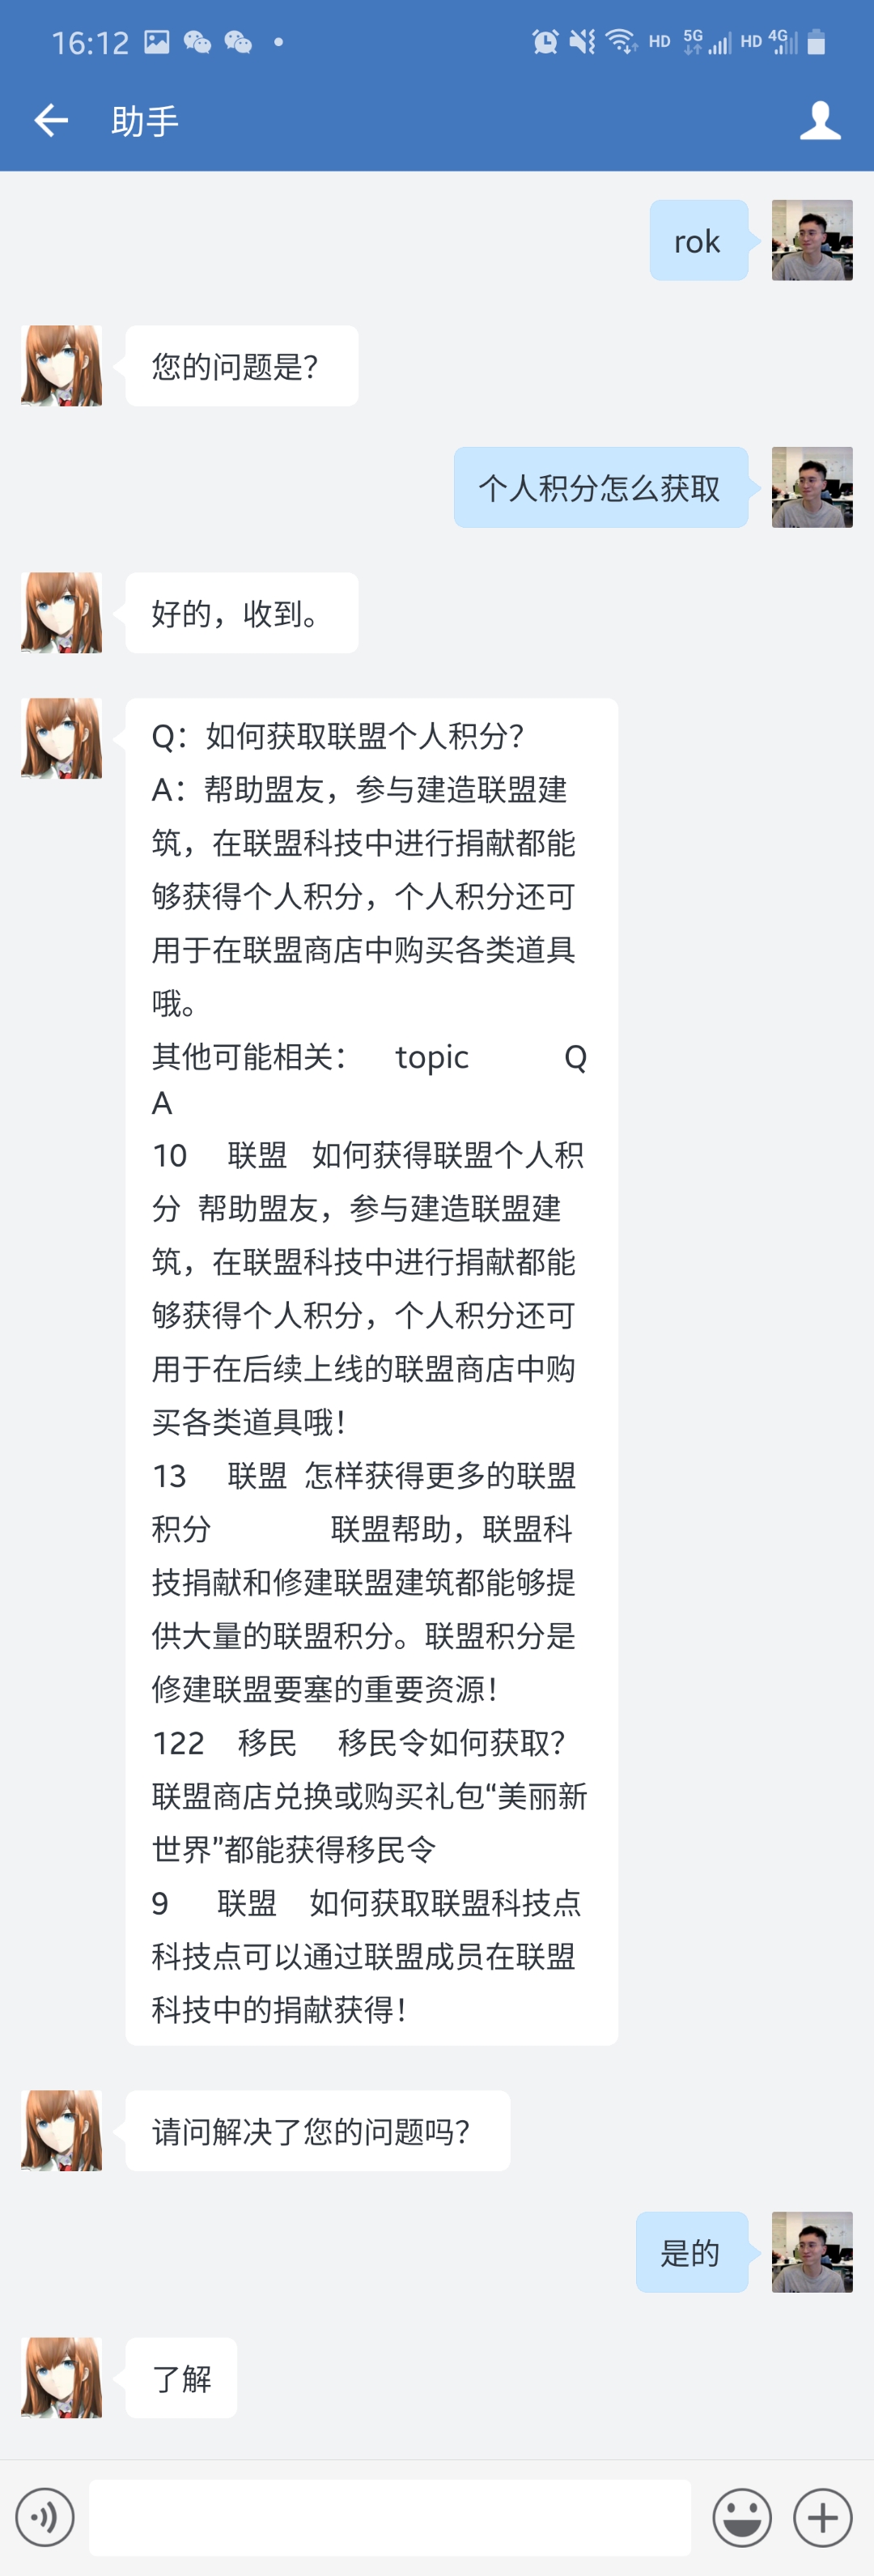 16:12 HD 5G HD 4G
助手
rok
您的问题是？
个人积分怎么获取
好的，收到。
Q：如何获取联盟个人积分？
A：帮助盟友，参与建造联盟建
筑，在联盟科技中进行捐献都能
够获得个人积分，个人积分还可
用于在联盟商店中购买各类道具
哦。
其他可能相关： topic Q
A
10 联盟 如何获得联盟个人积
分 帮助盟友，参与建造联盟建
筑，在联盟科技中进行捐献都能
够获得个人积分，个人积分还可
用于在后续上线的联盟商店中购
买各类道具哦！
13 联盟 怎样获得更多的联盟
积分 联盟帮助，联盟科
技捐献和修建联盟建筑都能够提
供大量的联盟积分。联盟积分是
修建联盟要塞的重要资源！
122 移民 移民令如何获取？
联盟商店兑换或购买礼包“美丽新
世界”都能获得移民令
9 联盟 如何获取联盟科技点
科技点可以通过联盟成员在联盟
科技中的捐献获得！
请问解决了您的问题吗？
是的
了解